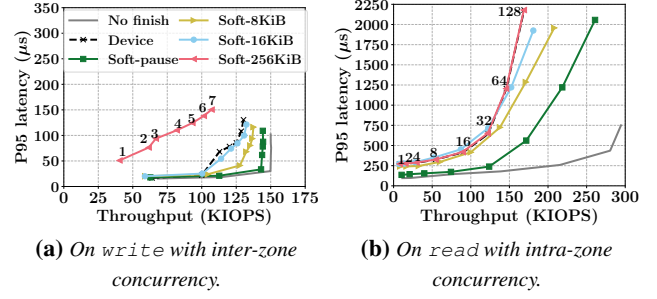 No finish
Device
Soft-pause
Soft-8KiB
Soft-16KiB
Soft-256KiB
P95 latency (μs)
350
300
250
200
150
100
50
0
1
2
3
4
5
6
7
0 25 50 75 100 125 150 175
Throughput (KIOPS)
(a) On write with inter-zone
concurrency.
P95 latency (μs)
2250
2000
1750
1500
1250
1000
750
500
250
0
1 2 4
8
16
32
64
128
0 50 100 150 200 250 300
Throughput (KIOPS)
(b) On read with intra-zone
concurrency.